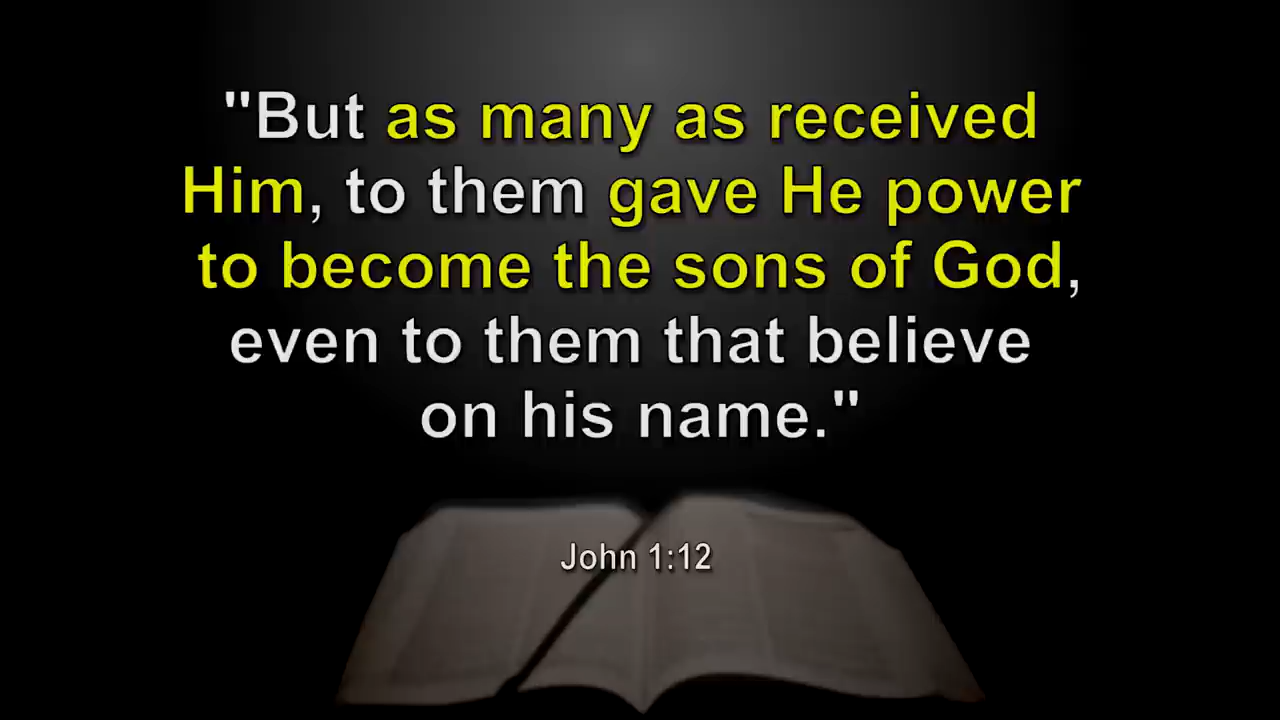 "But as many as received
Him, to them gave He power
to become the sons of God,
even to them that believe
on his name."
John 1:12